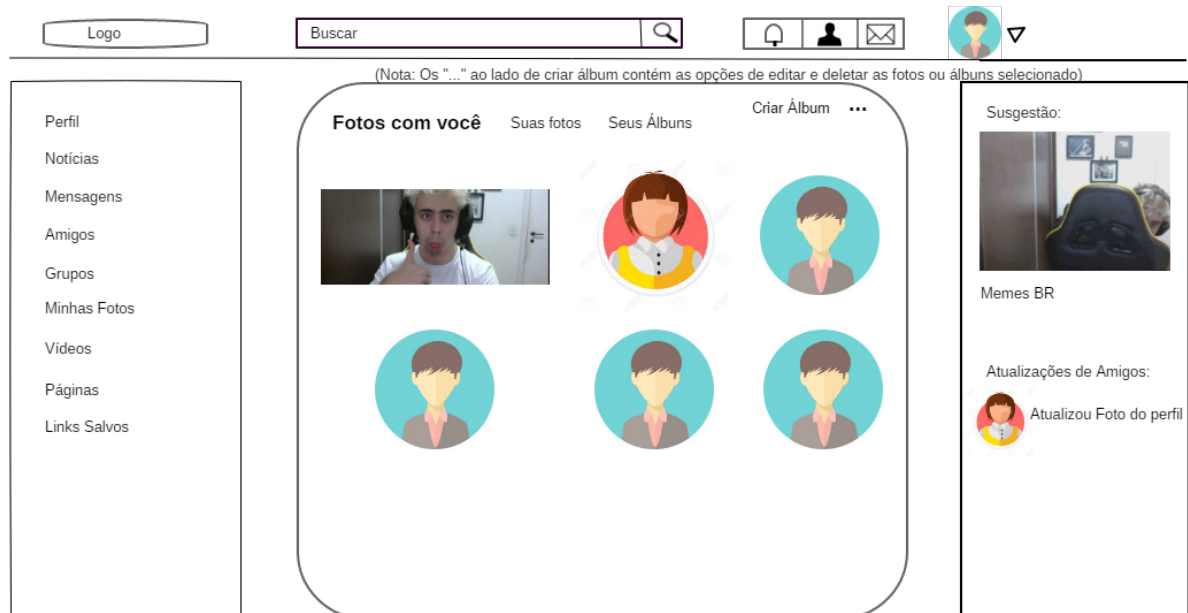 Logo
Buscar
(Nota: Os "..." ao lado de criar álbum contém as opções de editar e deletar as fotos ou álbuns selecionado)
Perfil
Notícias
Mensagens
Amigos
Grupos
Minhas Fotos
Vídeos
Páginas
Links Salvos
Fotos com você Suas fotos Seus Álbuns Criar Álbum ...
Susgestão:
Memes BR
Atualizações de Amigos:
Atualizou Foto do perfil